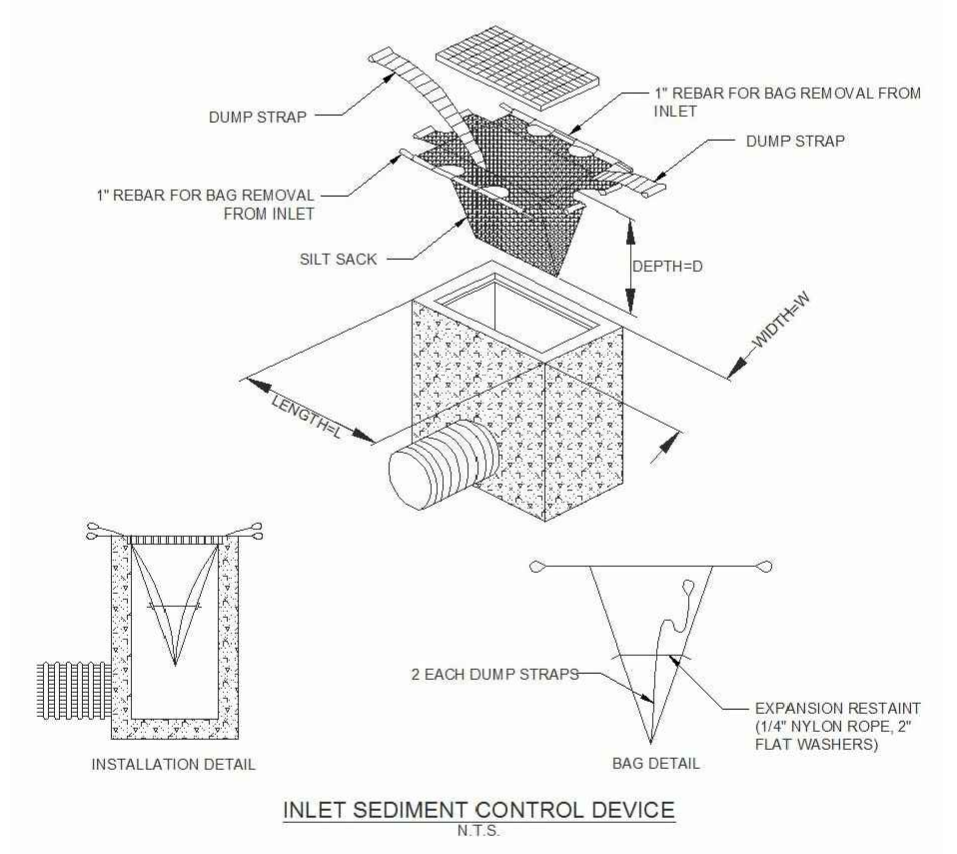 DUMP STRAP
1" REBAR FOR BAG REMOVAL FROM
INLET
DUMP STRAP
1" REBAR FOR BAG REMOVAL
FROM INLET
SILT SACK
DEPTH=D
WIDTH=W
LENGTH=L
2 EACH DUMP STRAPS
EXPANSION RESTAINT
(1/4" NYLON ROPE, 2"
FLAT WASHERS)
INSTALLATION DETAIL
BAG DETAIL
INLET SEDIMENT CONTROL DEVICE
N.T.S.